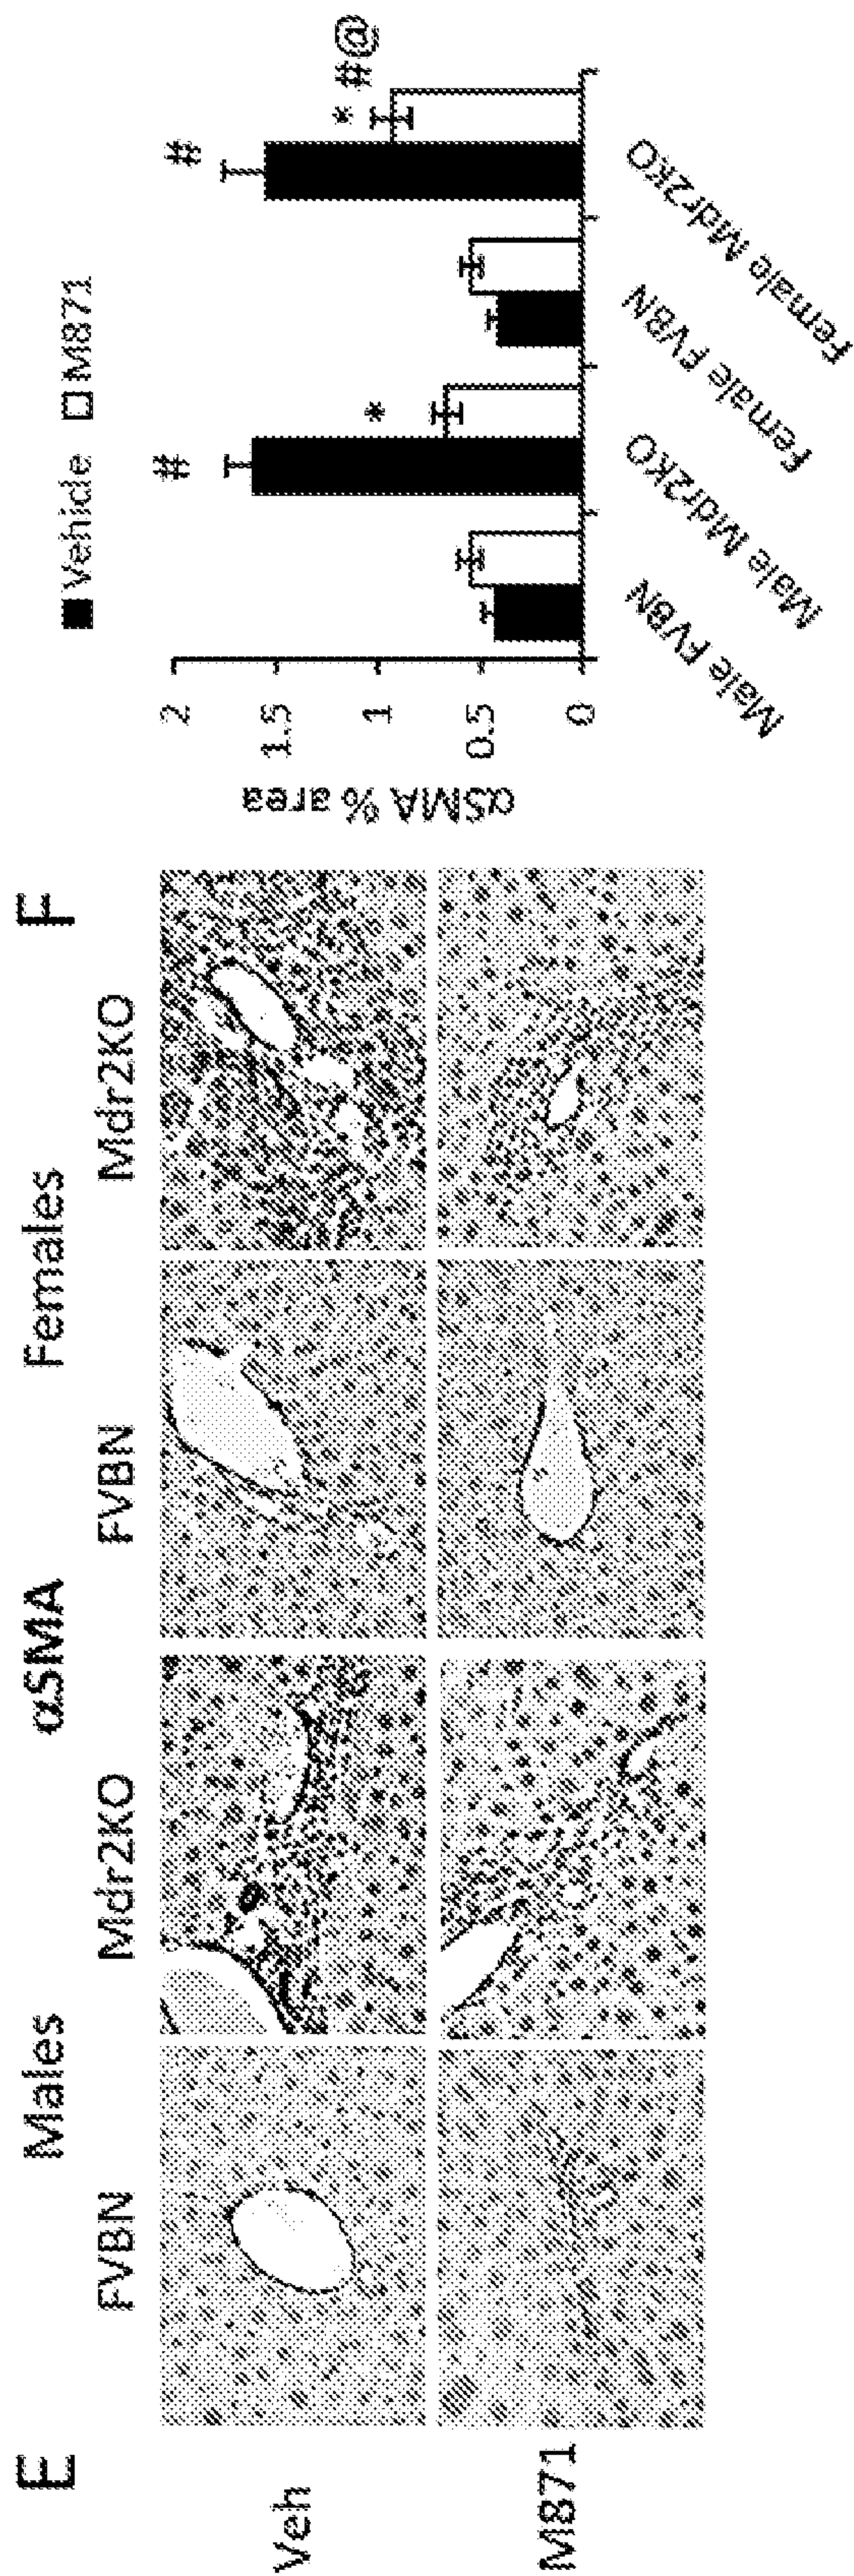 E
Males
αSMA
Females
FVBN
Mdr2KO
FVBN
Mdr2KO
Veh
M871
F
Vehicle M871
αSMA % area
2
1.5
1
0.5
0
#
*
#
* #@
Male FVBN
Male Mdr2KO
Female FVBN
Female Mdr2KO